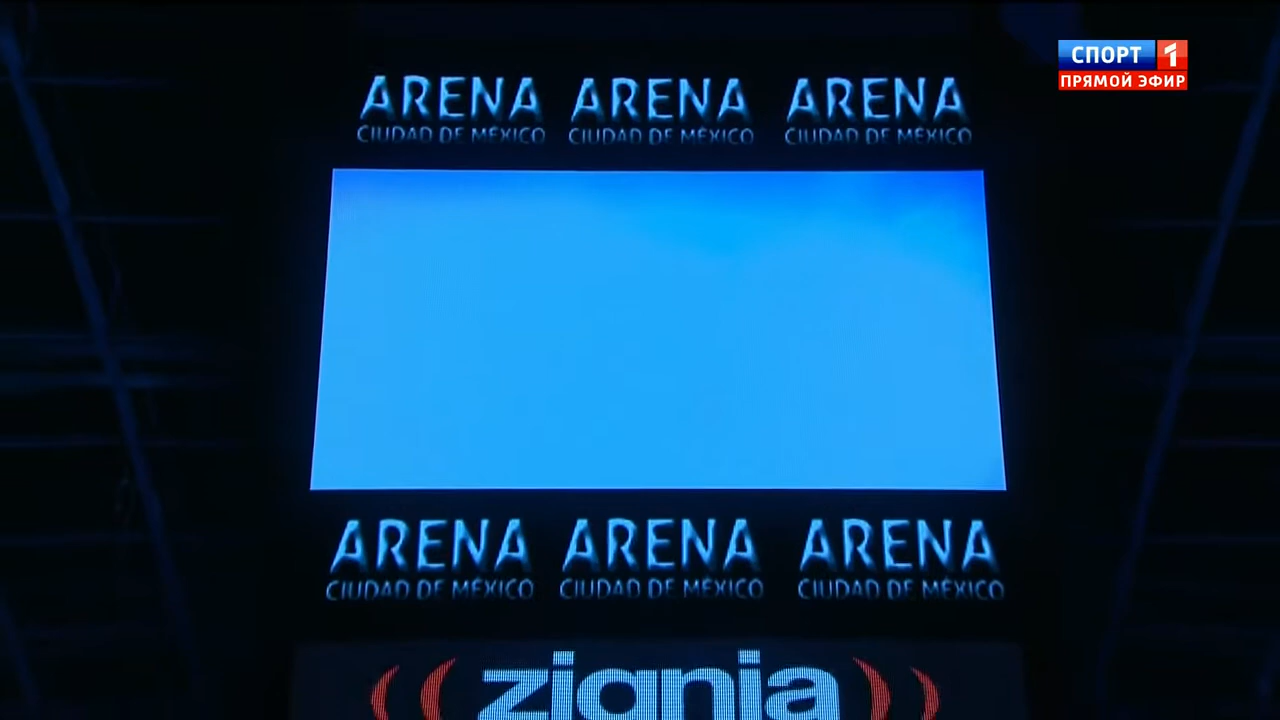 СПОРТ 1
ПРЯМОЙ ЭФИР
ARENA ARENA ARENA
CIUDAD DE MÉXICO CIUDAD DE MÉXICO CIUDAD DE MÉXICO
ARENA ARENA ARENA
CIUDAD DE MÉXICO CIUDAD DE MÉXICO CIUDAD DE MÉXICO
zignia